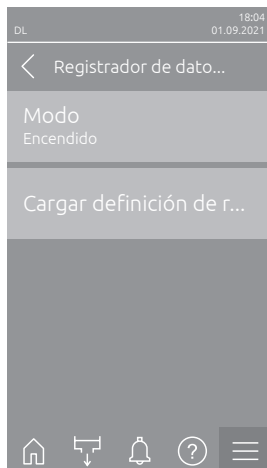 18:04
DL 01.09.2021
Registrador de dato...
Modo
Encendido
Cargar definición de r...
?